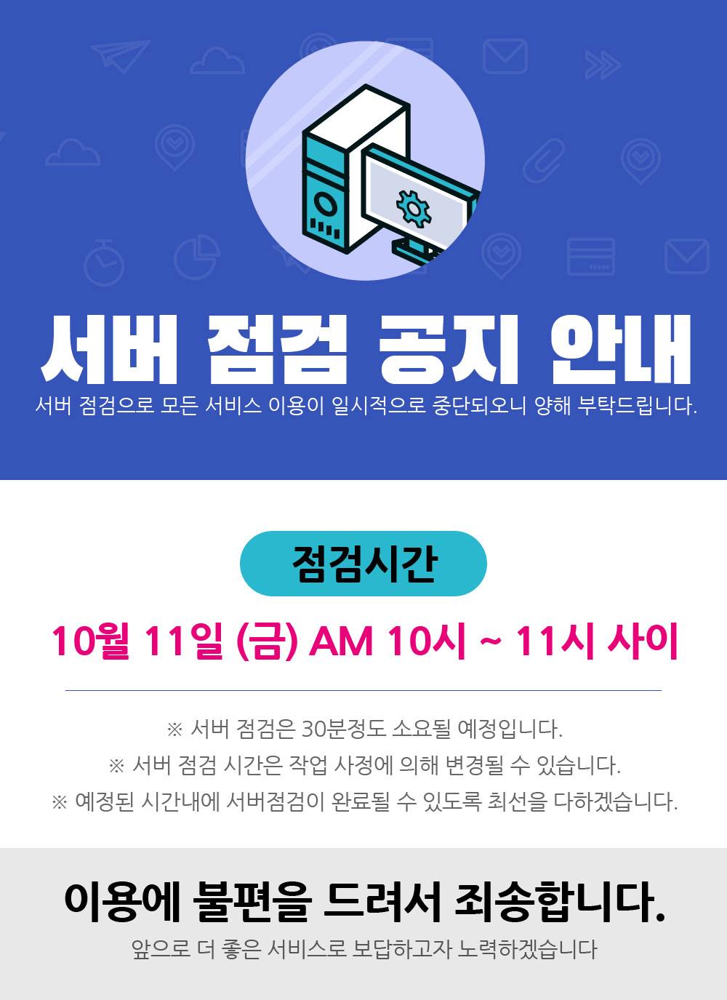 서버 점검 공지 안내
서버 점검으로 모든 서비스 이용이 일시적으로 중단되오니 양해 부탁드립니다.
점검시간
10월 11일 (금) AM 10시 ~ 11시 사이
※ 서버 점검은 30분정도 소요될 예정입니다.
※ 서버 점검 시간은 작업 사정에 의해 변경될 수 있습니다.
※ 예정된 시간내에 서버점검이 완료될 수 있도록 최선을 다하겠습니다.
이용에 불편을 드려서 죄송합니다.
앞으로 더 좋은 서비스로 보답하고자 노력하겠습니다